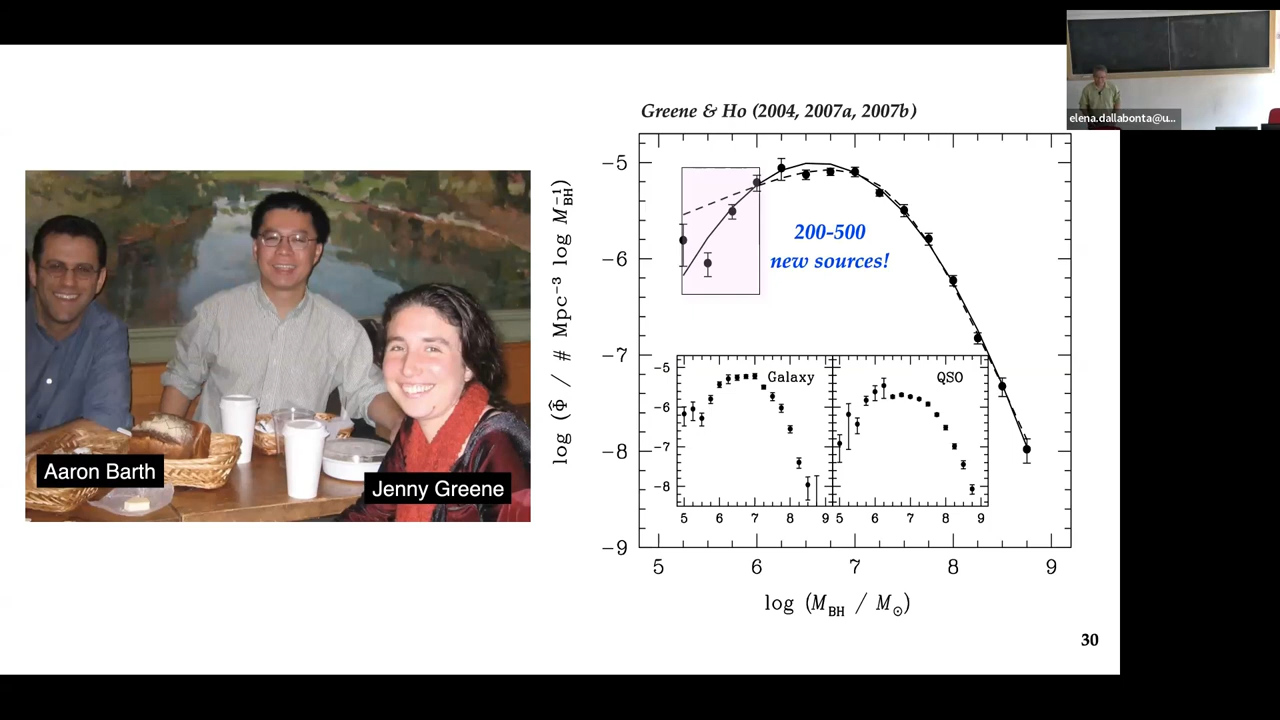 elena.dallabonta@u...
Greene & Ho (2004, 2007a, 2007b)
Aaron Barth
Jenny Greene
log (Φ̂ / # Mpc⁻³ log M_BH⁻¹)
-5
-6
-7
-8
-9
200-500
new sources!
Galaxy
-5
-6
-7
-8
5 6 7 8 9
QSO
5 6 7 8 9
5 6 7 8 9
log (M_BH / M_⊙)
30